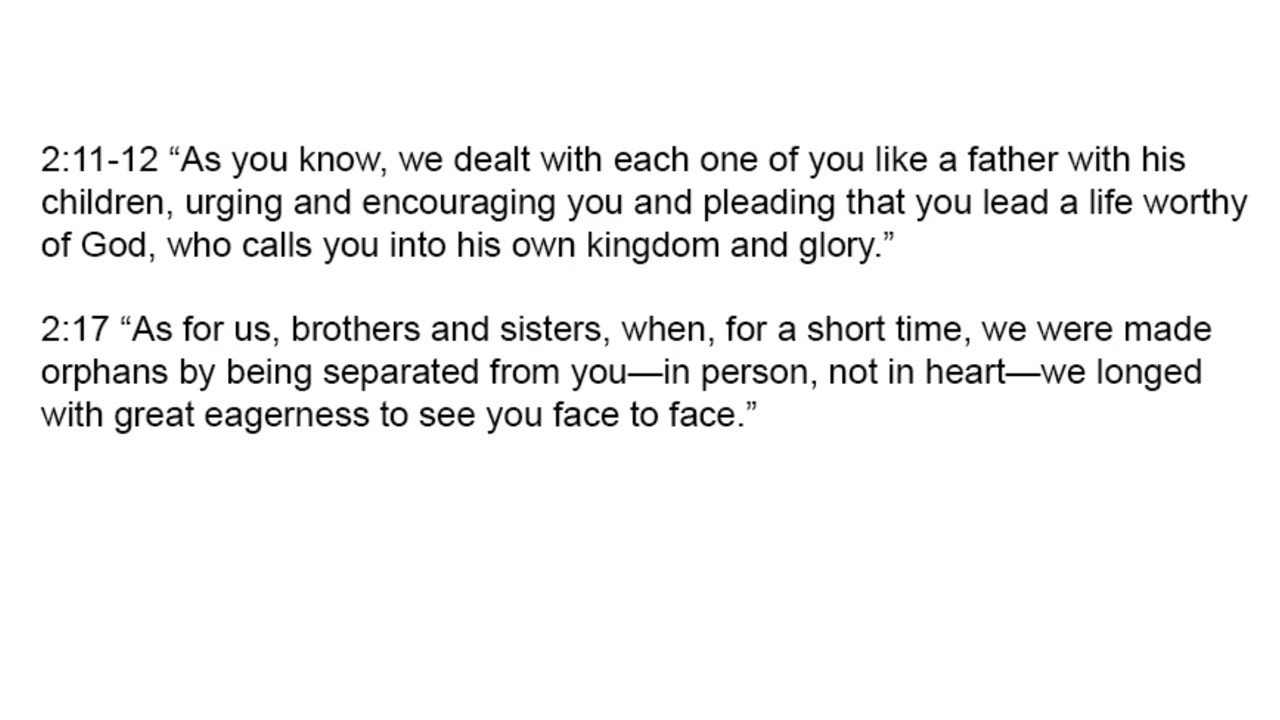 2:11-12 “As you know, we dealt with each one of you like a father with his
children, urging and encouraging you and pleading that you lead a life worthy
of God, who calls you into his own kingdom and glory.”
2:17 “As for us, brothers and sisters, when, for a short time, we were made
orphans by being separated from you—in person, not in heart—we longed
with great eagerness to see you face to face.”